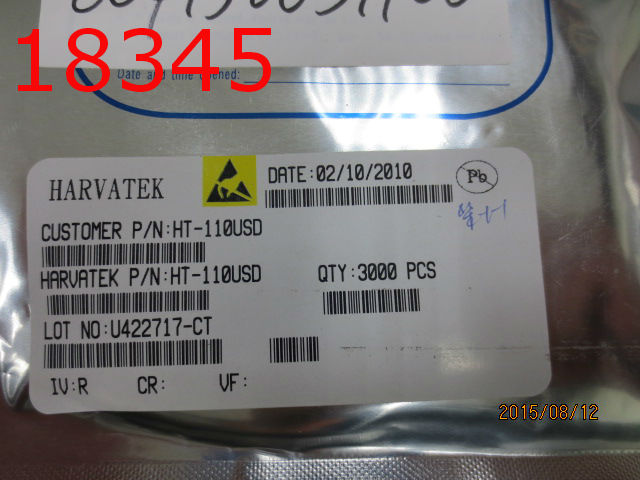 18345
Date and time opened:
HARVATEK
DATE:02/10/2010
Pb
CUSTOMER P/N:HT-110USD
HARVATEK P/N:HT-110USD
QTY:3000 PCS
LOT NO:U422717-CT
IV:R CR: VF:
2015/08/12